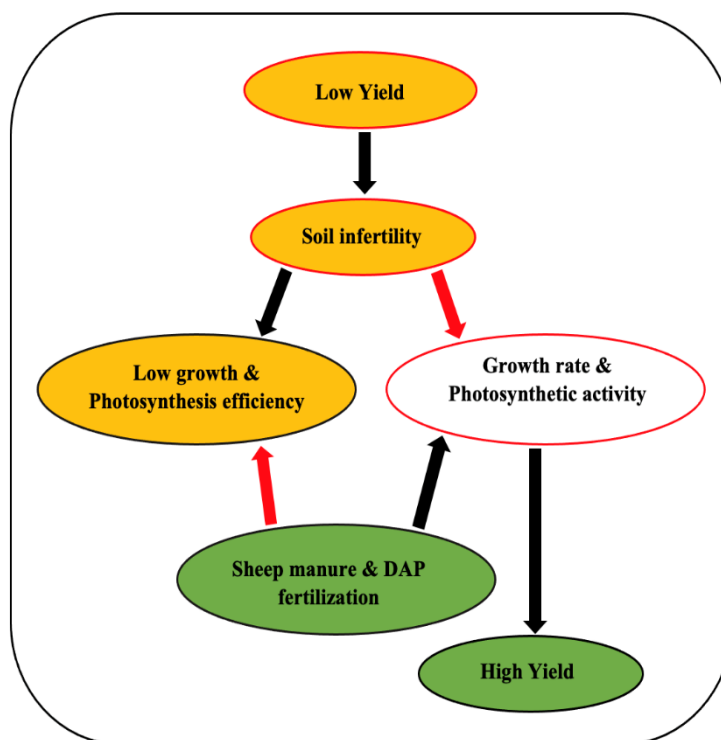 Low Yield
Soil infertility
Low growth &
Photosynthesis efficiency
Growth rate &
Photosynthetic activity
Sheep manure & DAP
fertilization
High Yield